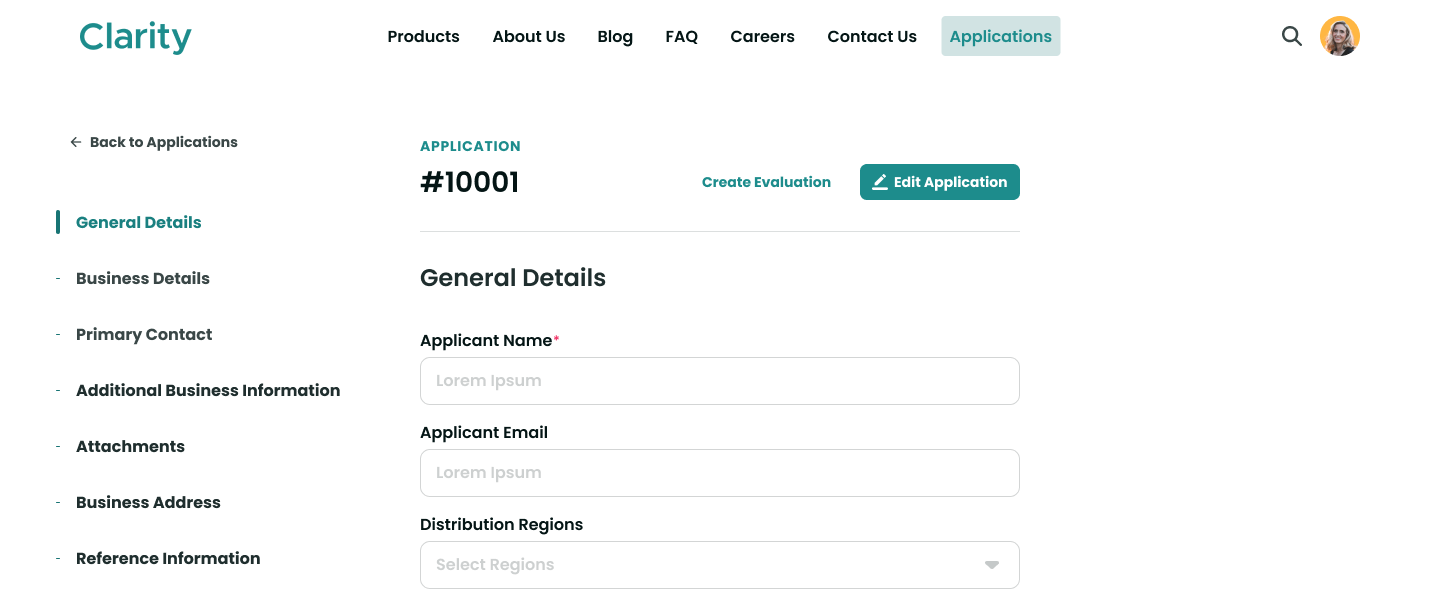 Clarity
Products About Us Blog FAQ Careers Contact Us Applications
Back to Applications
General Details
Business Details
Primary Contact
Additional Business Information
Attachments
Business Address
Reference Information
APPLICATION
#10001
Create Evaluation
Edit Application
General Details
Applicant Name*
Lorem Ipsum
Applicant Email
Lorem Ipsum
Distribution Regions
Select Regions